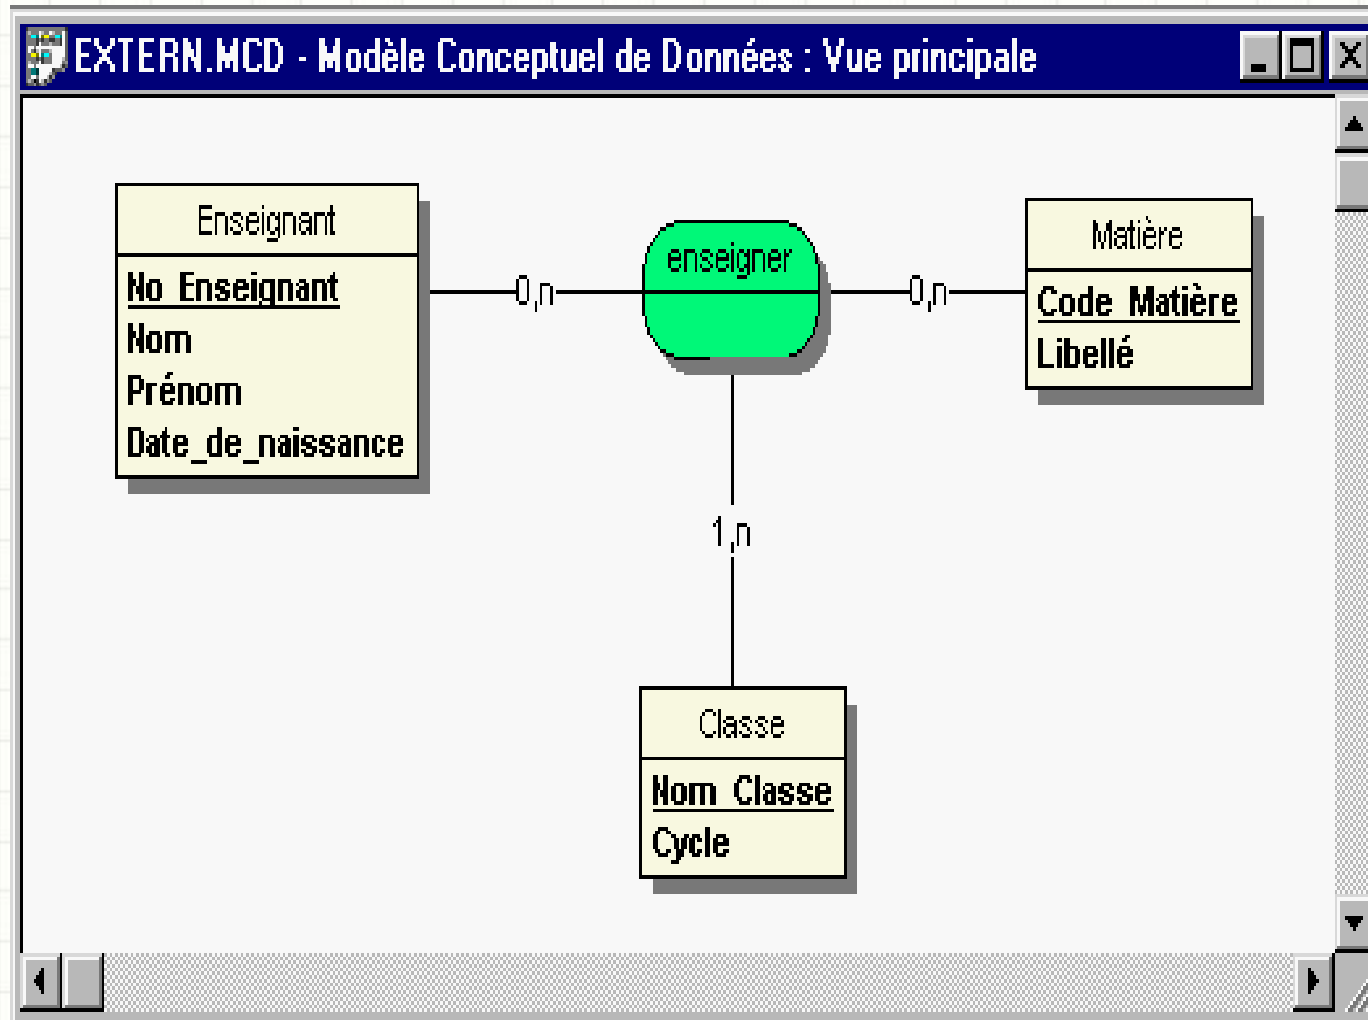 EXTERN.MCD - Modèle Conceptuel de Données : Vue principale
Enseignant
No_Enseignant
Nom
Prénom
Date_de_naissance
0,n
enseigner
0,n
Matière
Code_Matière
Libellé
1,n
Classe
Nom_Classe
Cycle